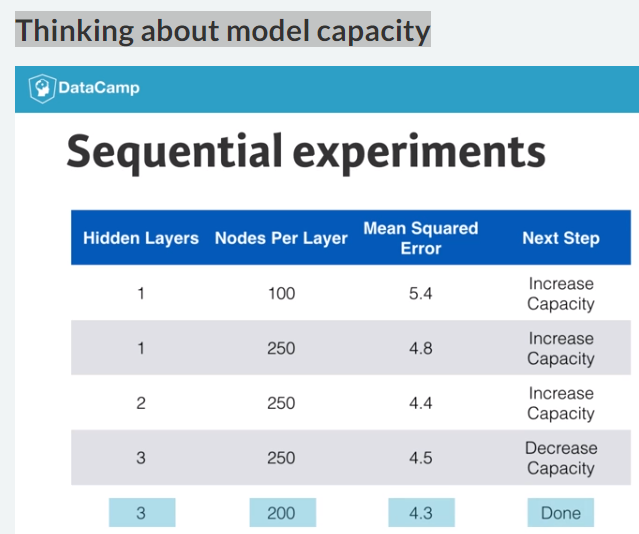 Thinking about model capacity
DataCamp
Sequential experiments
Hidden Layers Nodes Per Layer Mean Squared Error Next Step
1 100 5.4 Increase Capacity
1 250 4.8 Increase Capacity
2 250 4.4 Increase Capacity
3 250 4.5 Decrease Capacity
3 200 4.3 Done